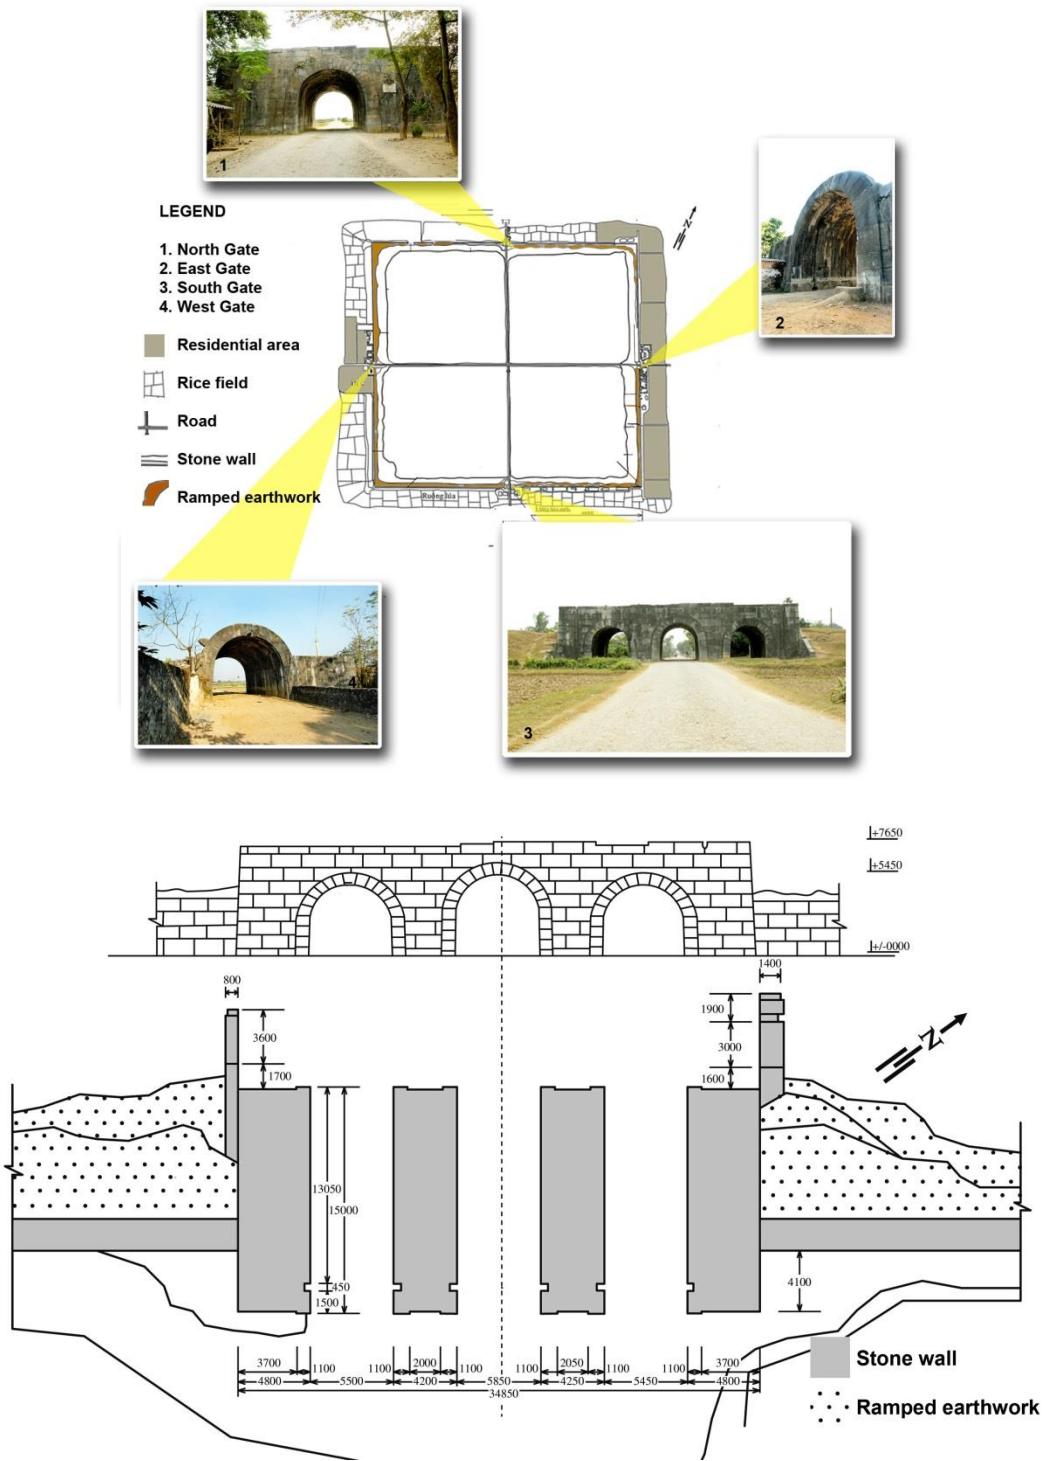 1
LEGEND
1. North Gate
2. East Gate
3. South Gate
4. West Gate
Residential area
Rice field
Road
Stone wall
Ramped earthwork
N
2
Ruộng lúa
4
3
+7650
+5450
+/-0000
800
1400
3600
1700
1900
3000
1600
N
13050
15000
450
1500
4100
3700
1100
1100
2000
1100
1100
2050
1100
1100
3700
4800
5500
4200
5850
4250
5450
4800
34850
Stone wall
Ramped earthwork